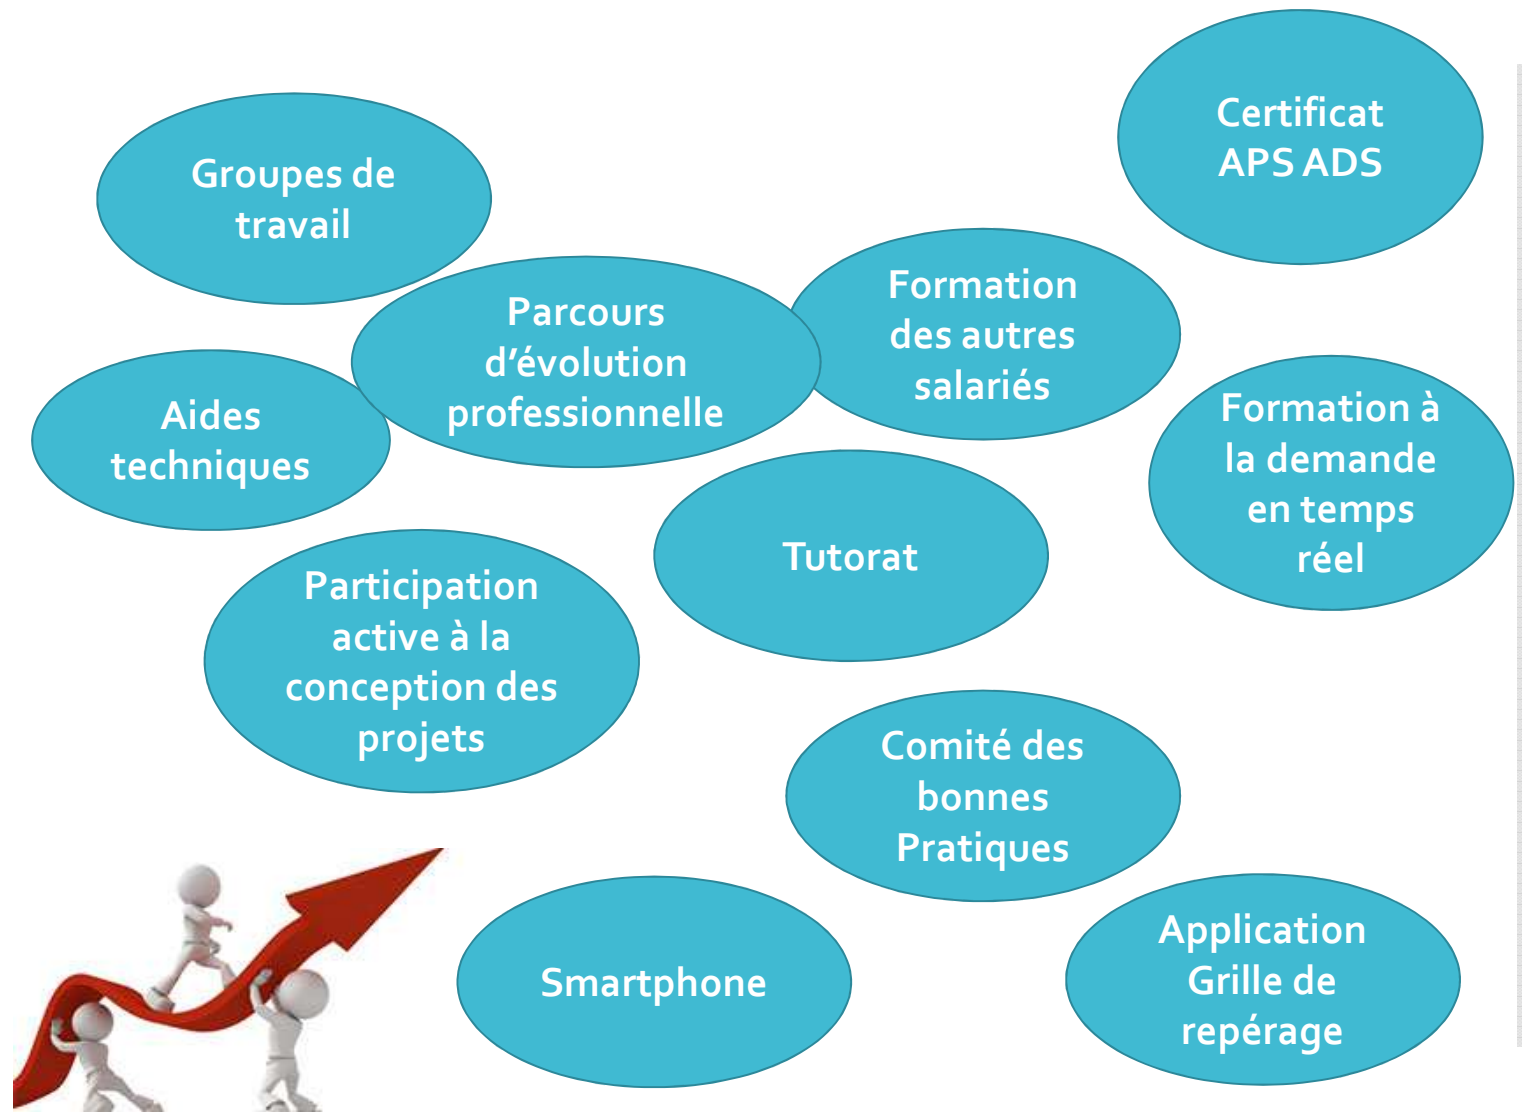 Certificat
APS ADS
Groupes de
travail
Formation
des autres
salariés
Parcours
d’évolution
professionnelle
Aides
techniques
Formation à
la demande
en temps
réel
Tutorat
Participation
active à la
conception des
projets
Comité des
bonnes
Pratiques
Smartphone
Application
Grille de
repérage